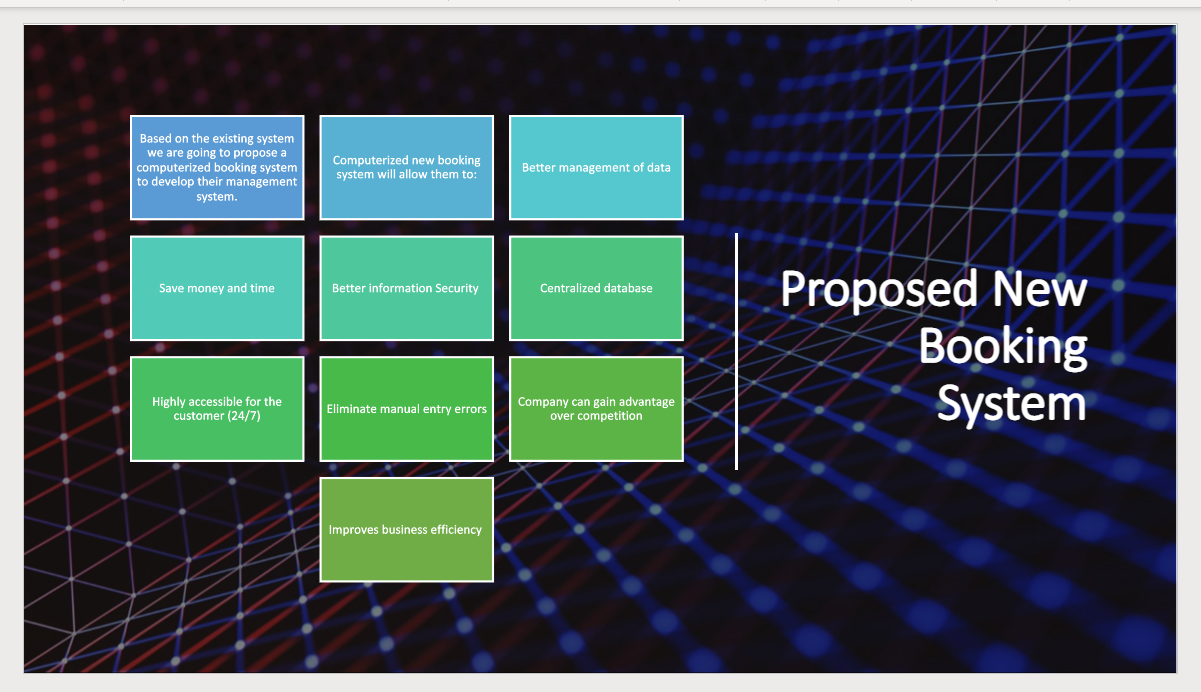 Based on the existing system
we are going to propose a
computerized booking system
to develop their management
system.
Computerized new booking
system will allow them to:
Better management of data
Save money and time
Better information Security
Centralized database
Highly accessible for the
customer (24/7)
Eliminate manual entry errors
Company can gain advantage
over competition
Improves business efficiency
Proposed New
Booking
System